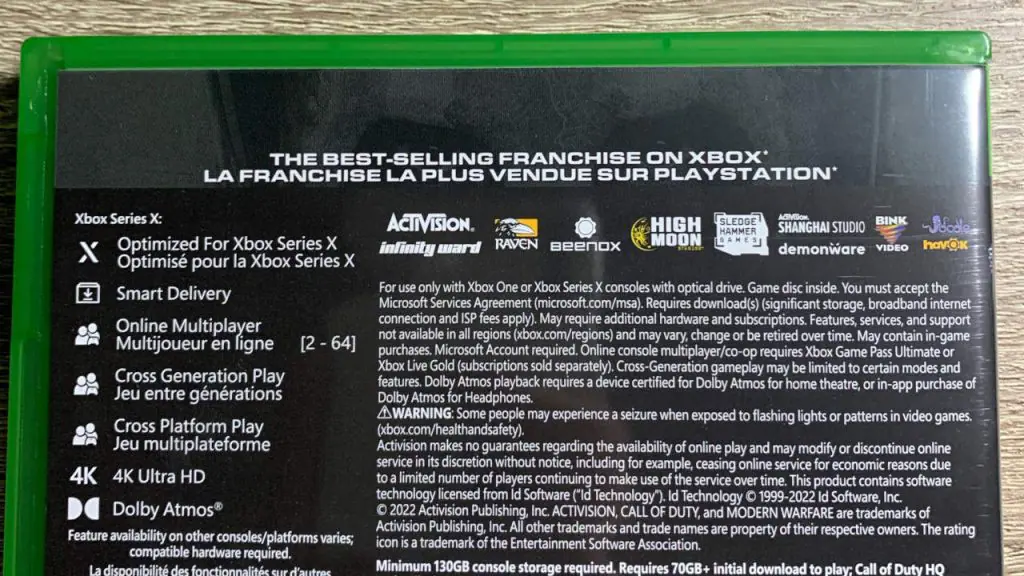 THE BEST-SELLING FRANCHISE ON XBOX*
LA FRANCHISE LA PLUS VENDUE SUR PLAYSTATION*
Xbox Series X:
Optimized For Xbox Series X
Optimisé pour la Xbox Series X
Smart Delivery
Online Multiplayer
Multijoueur en ligne [2 - 64]
Cross Generation Play
Jeu entre générations
Cross Platform Play
Jeu multiplateforme
4K 4K Ultra HD
Dolby Atmos®
Feature availability on other consoles/platforms varies;
compatible hardware required.
La disponibilité des fonctionnalités sur d'autres
ACTIVISION.
infinity ward
RAVEN
BEENOX
HIGH
MOON
STUDIOS
SLEDGE
HAMMER
GAMES
ACTIVISION.
SHANGHAI STUDIO
demonware
BINK
VIDEO
havok
For use only with Xbox One or Xbox Series X consoles with optical drive. Game disc inside. You must accept the
Microsoft Services Agreement (microsoft.com/msa). Requires download(s) (significant storage, broadband internet
connection and ISP fees apply). May require additional hardware and subscriptions. Features, services, and support
not available in all regions (xbox.com/regions) and may vary, change or be retired over time. May contain in-game
purchases. Microsoft Account required. Online console multiplayer/co-op requires Xbox Game Pass Ultimate or
Xbox Live Gold (subscriptions sold separately). Cross-Generation gameplay may be limited to certain modes and
features. Dolby Atmos playback requires a device certified for Dolby Atmos for home theatre, or in-app purchase of
Dolby Atmos for Headphones.
⚠WARNING: Some people may experience a seizure when exposed to flashing lights or patterns in video games.
(xbox.com/healthandsafety).
Activision makes no guarantees regarding the availability of online play and may modify or discontinue online
service in its discretion without notice, including for example, ceasing online service for economic reasons due
to a limited number of players continuing to make use of the service over time. This product contains software
technology licensed from Id Software ("Id Technology"). Id Technology © 1999-2022 Id Software, Inc.
© 2022 Activision Publishing, Inc. ACTIVISION, CALL OF DUTY, and MODERN WARFARE are trademarks of
Activision Publishing, Inc. All other trademarks and trade names are property of their respective owners. The rating
icon is a trademark of the Entertainment Software Association.
Minimum 130GB console storage required. Requires 70GB+ initial download to play; Call of Duty HQ